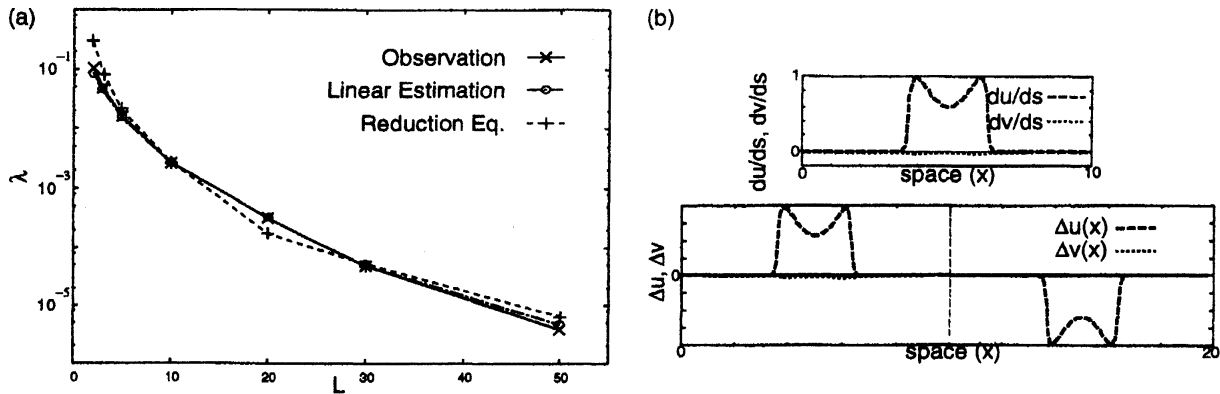 (a)
Observation
Linear Estimation
Reduction Eq.
λ
10⁻¹
10⁻³
10⁻⁵
0
10
20
30
40
50
L
(b)
du/ds, dv/ds
1
0
du/ds
dv/ds
0
space (x)
10
Δu, Δv
0
Δu(x)
Δv(x)
0
space (x)
20